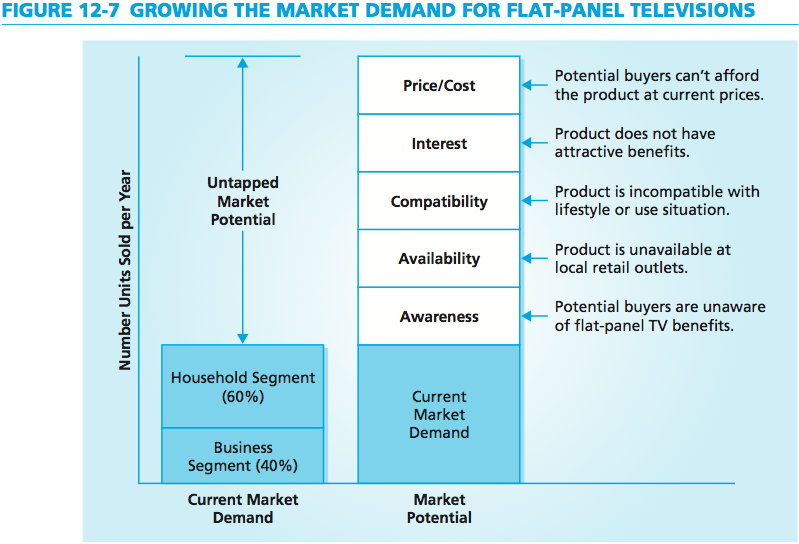 FIGURE 12-7 GROWING THE MARKET DEMAND FOR FLAT-PANEL TELEVISIONS
Number Units Sold per Year
Untapped
Market
Potential
Household Segment
(60%)
Business
Segment (40%)
Current Market
Demand
Price/Cost
Interest
Compatibility
Availability
Awareness
Current
Market
Demand
Market
Potential
Potential buyers can’t afford
the product at current prices.
Product does not have
attractive benefits.
Product is incompatible with
lifestyle or use situation.
Product is unavailable at
local retail outlets.
Potential buyers are unaware
of flat-panel TV benefits.